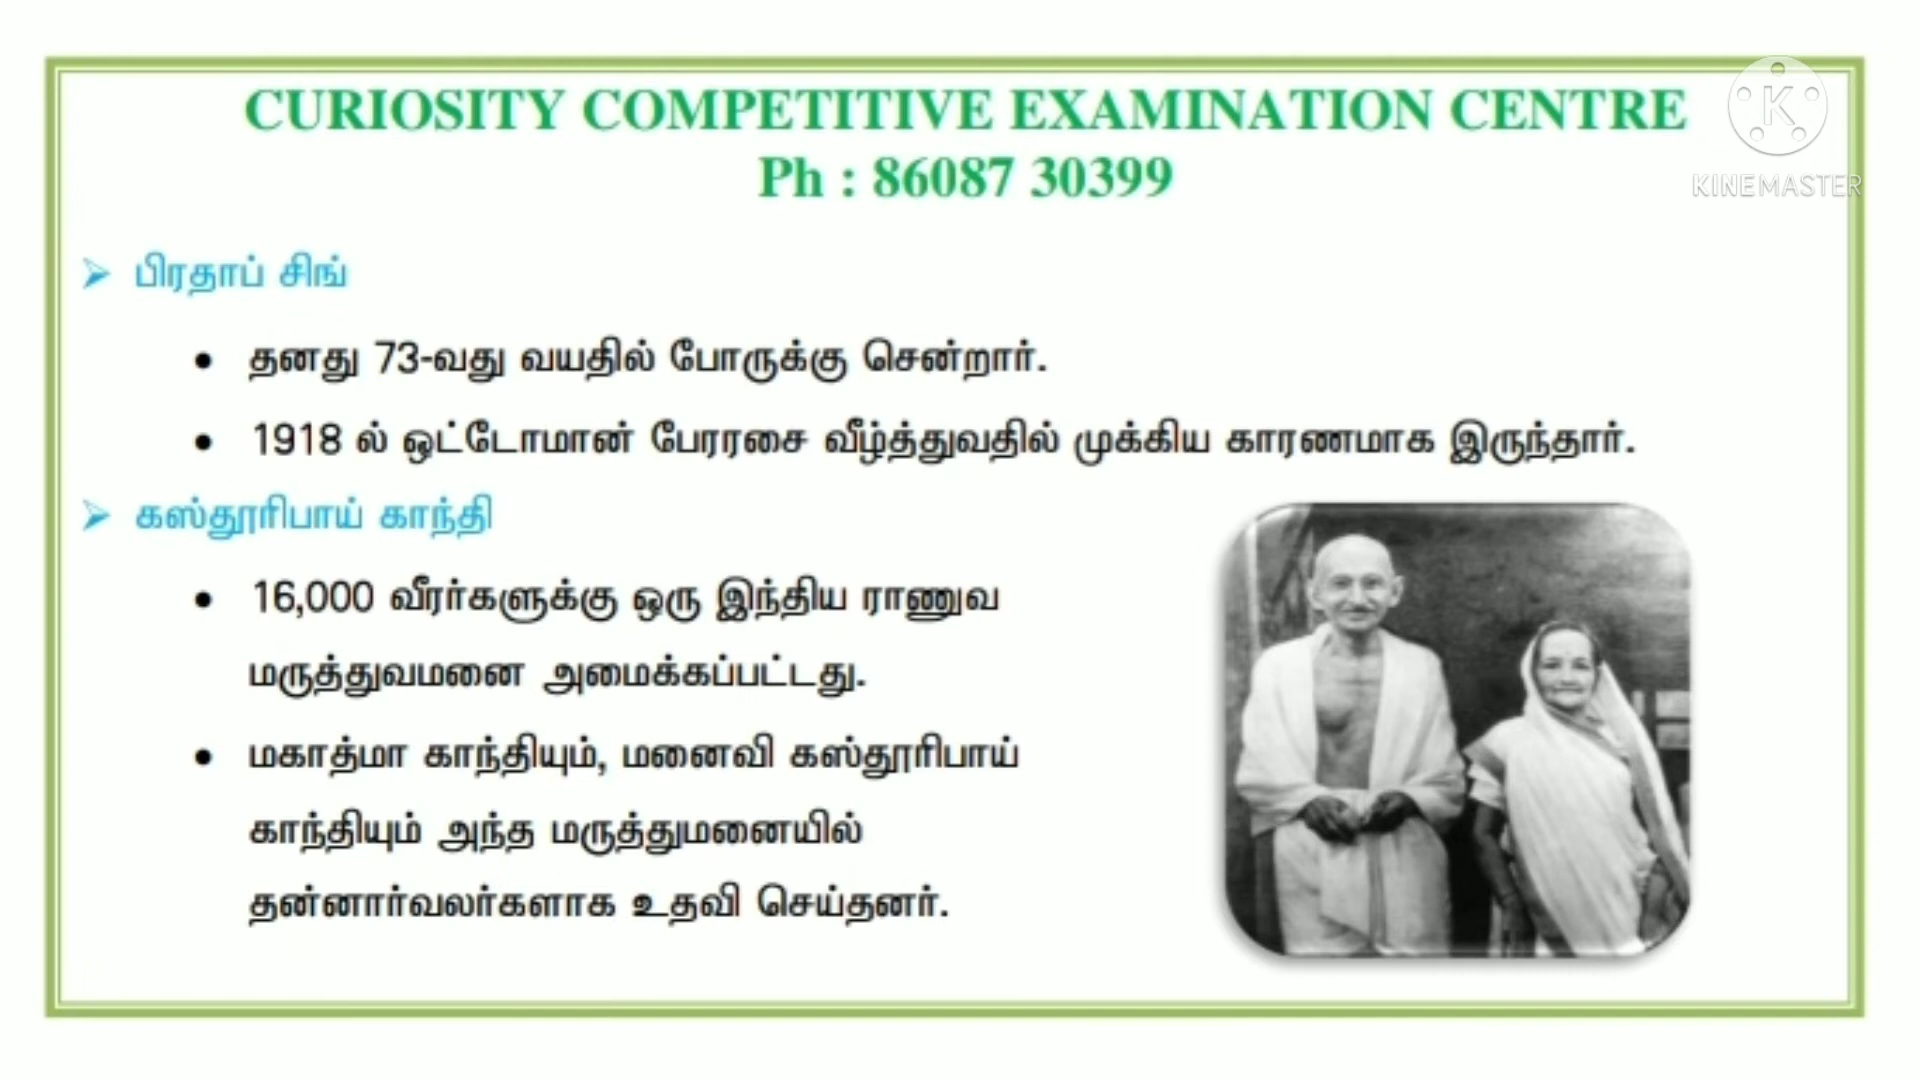 CURIOSITY COMPETITIVE EXAMINATION CENTRE
Ph : 86087 30399
K
KINEMASTER
பிரதாப் சிங்
தனது 73-வது வயதில் போருக்கு சென்றார்.
1918 ல் ஒட்டோமான் பேரரசை வீழ்த்துவதில் முக்கிய காரணமாக இருந்தார்.
கஸ்தூரிபாய் காந்தி
16,000 வீரர்களுக்கு ஒரு இந்திய ராணுவ
மருத்துவமனை அமைக்கப்பட்டது.
மகாத்மா காந்தியும், மனைவி கஸ்தூரிபாய்
காந்தியும் அந்த மருத்துமனையில்
தன்னார்வலர்களாக உதவி செய்தனர்.